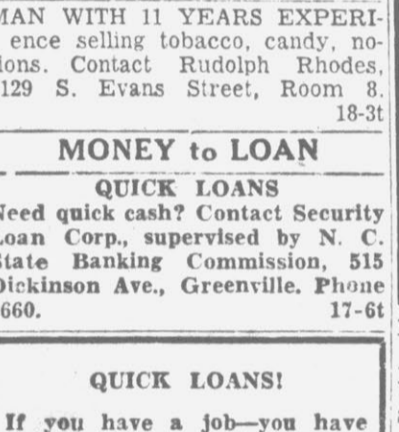 MAN WITH 11 YEARS EXPERI-
ence selling tobacco, candy, no-
ions. Contact Rudolph Rhodes,
129 S. Evans Street, Room 8.
18-3t
MONEY to LOAN
QUICK LOANS
Need quick cash? Contact Security
Loan Corp., supervised by N. C.
State Banking Commission, 515
Dickinson Ave., Greenville. Phone
660. 17-6t
QUICK LOANS!
If you have a job—you have